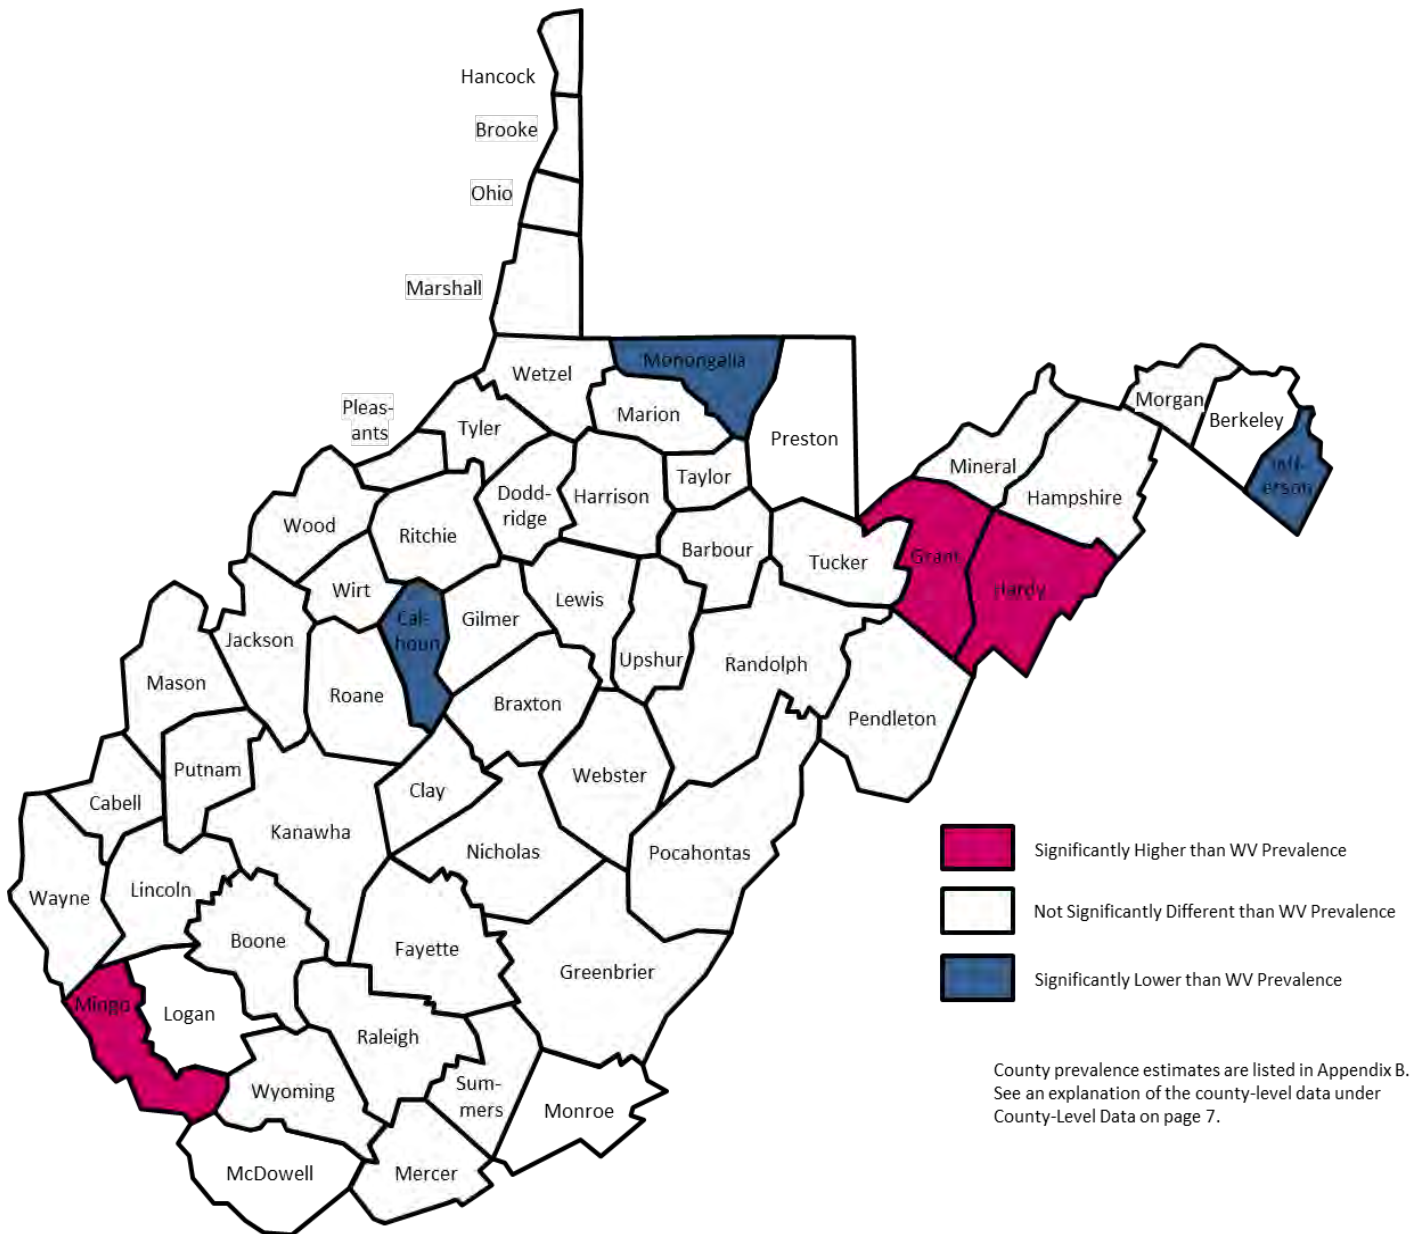 Hancock
Brooke
Ohio
Marshall
Wetzel
Monongalia
Marion
Preston
Pleas-
ants
Tyler
Taylor
Morgan
Berkeley
Jeff-
erson
Mineral
Hampshire
Wood
Ritchie
Dodd-
ridge
Harrison
Barbour
Tucker
Grant
Hardy
Wirt
Cal-
houn
Gilmer
Lewis
Upshur
Randolph
Jackson
Mason
Roane
Braxton
Pendleton
Putnam
Cabell
Clay
Webster
Kanawha
Nicholas
Pocahontas
Wayne
Lincoln
Boone
Fayette
Greenbrier
Mingo
Logan
Raleigh
Wyoming
Sum-
mers
Monroe
McDowell
Mercer
Significantly Higher than WV Prevalence
Not Significantly Different than WV Prevalence
Significantly Lower than WV Prevalence
County prevalence estimates are listed in Appendix B.
See an explanation of the county-level data under
County-Level Data on page 7.